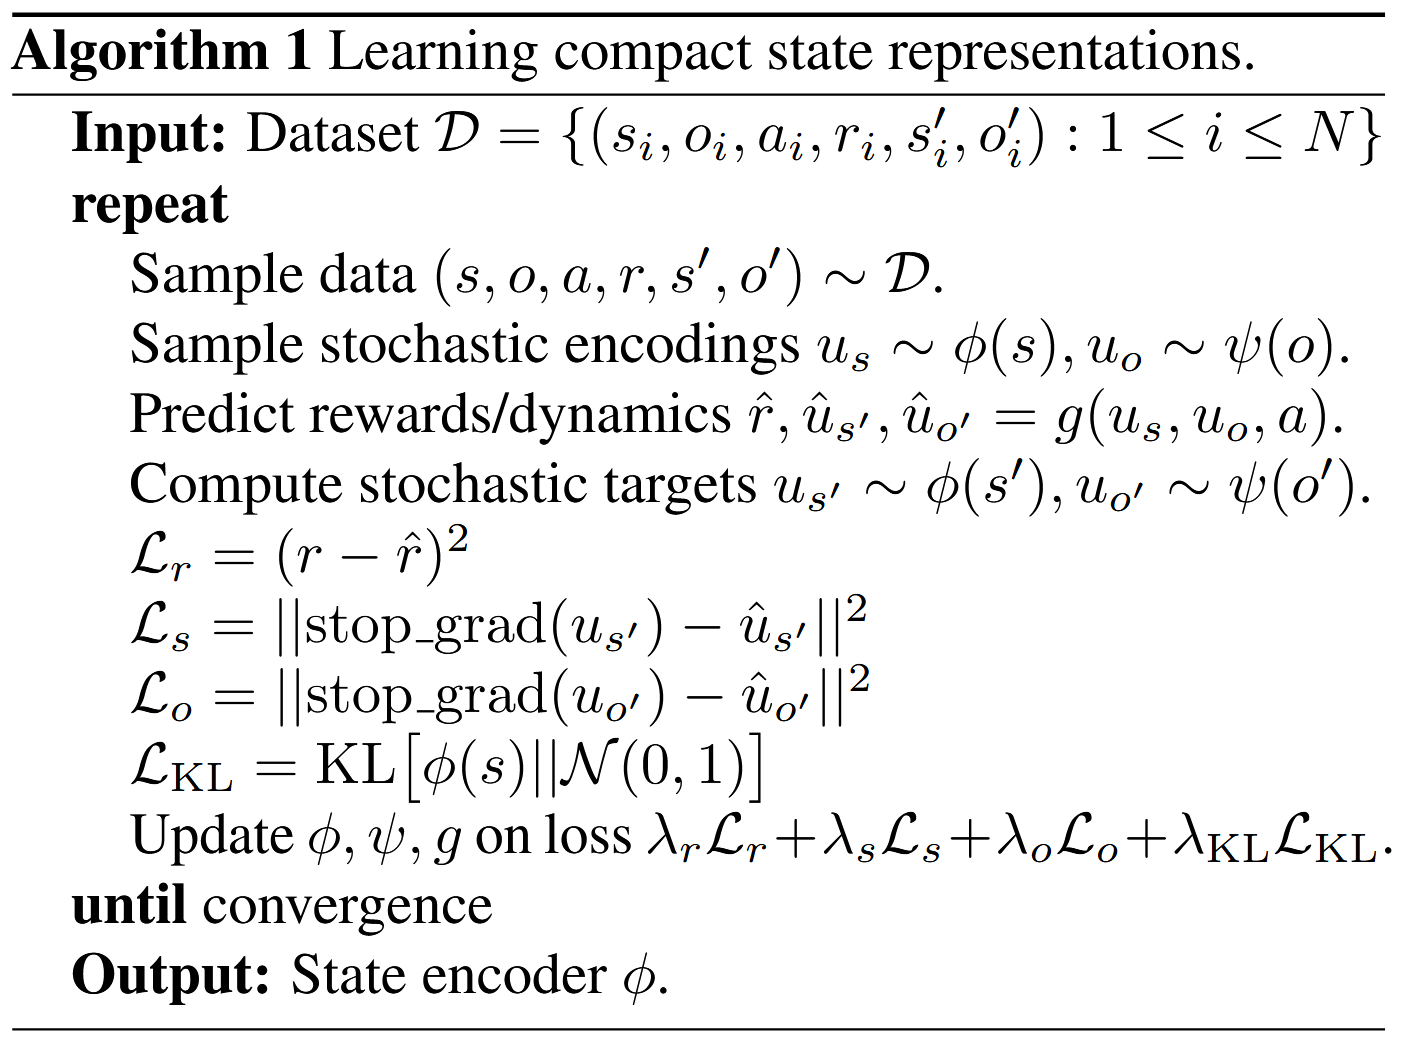 Algorithm 1 Learning compact state representations.
Input: Dataset $\mathcal{D} = \{(s_i, o_i, a_i, r_i, s'_i, o'_i) : 1 \leq i \leq N\}$
repeat
Sample data $(s, o, a, r, s', o') \sim \mathcal{D}$.
Sample stochastic encodings $u_s \sim \phi(s), u_o \sim \psi(o)$.
Predict rewards/dynamics $\hat{r}, \hat{u}_{s'}, \hat{u}_{o'} = g(u_s, u_o, a)$.
Compute stochastic targets $u_{s'} \sim \phi(s'), u_{o'} \sim \psi(o')$.
$\mathcal{L}_r = (r - \hat{r})^2$
$\mathcal{L}_s = ||\text{stop\_grad}(u_{s'}) - \hat{u}_{s'}||^2$
$\mathcal{L}_o = ||\text{stop\_grad}(u_{o'}) - \hat{u}_{o'}||^2$
$\mathcal{L}_{\text{KL}} = \text{KL}[\phi(s)||\mathcal{N}(0, 1)]$
Update $\phi, \psi, g$ on loss $\lambda_r\mathcal{L}_r + \lambda_s\mathcal{L}_s + \lambda_o\mathcal{L}_o + \lambda_{\text{KL}}\mathcal{L}_{\text{KL}}$.
until convergence
Output: State encoder $\phi$.